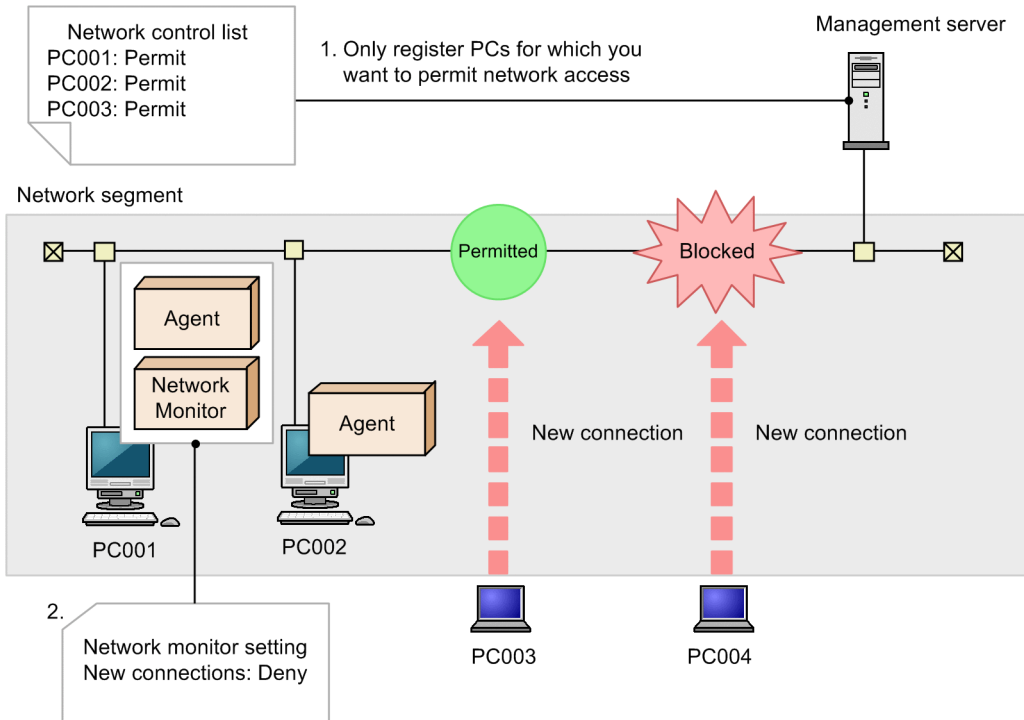 Network control list
PC001: Permit
PC002: Permit
PC003: Permit
1. Only register PCs for which you
want to permit network access
Management server
Network segment
Permitted
Blocked
Agent
Network
Monitor
Agent
New connection
New connection
PC001
PC002
PC003
PC004
2.
Network monitor setting
New connections: Deny